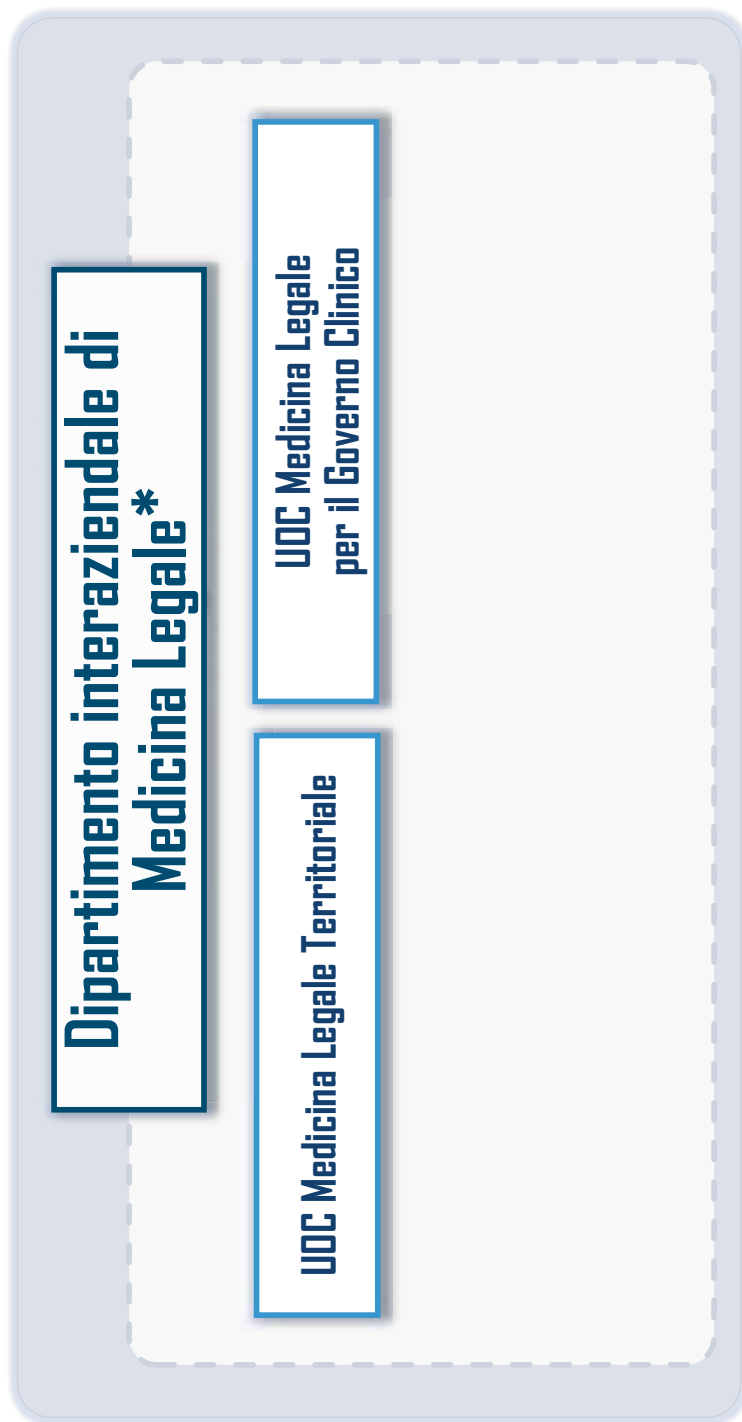 Dipartimento interaziendale di
Medicina Legale*
UOC Medicina Legale Territoriale
UOC Medicina Legale
per il Governo Clinico